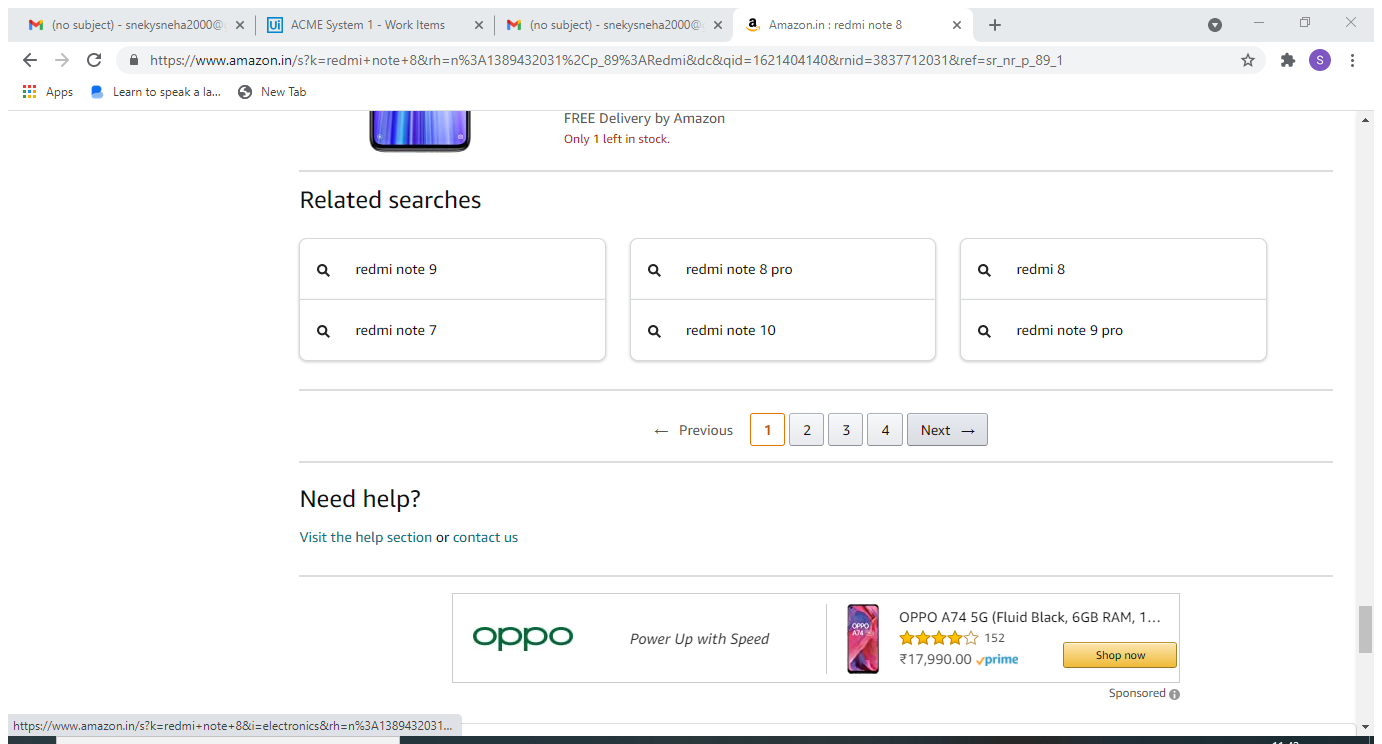 (no subject) - snekysneha2000@
Ui ACME System 1 - Work Items
(no subject) - snekysneha2000@
a Amazon.in : redmi note 8
https://www.amazon.in/s?k=redmi+note+8&rh=n%3A1389432031%2Cp_89%3ARedmi&dc&qid=1621404140&rnid=3837712031&ref=sr_nr_p_89_1
S
Apps
Learn to speak a la...
New Tab
FREE Delivery by Amazon
Only 1 left in stock.
Related searches
redmi note 9
redmi note 8 pro
redmi 8
redmi note 7
redmi note 10
redmi note 9 pro
← Previous 1 2 3 4 Next →
Need help?
Visit the help section or contact us
oppo
Power Up with Speed
OPPO
A74
OPPO A74 5G (Fluid Black, 6GB RAM, 1...
152
₹17,990.00 prime
Shop now
Sponsored
https://www.amazon.in/s?k=redmi+note+8&i=electronics&rh=n%3A1389432031...